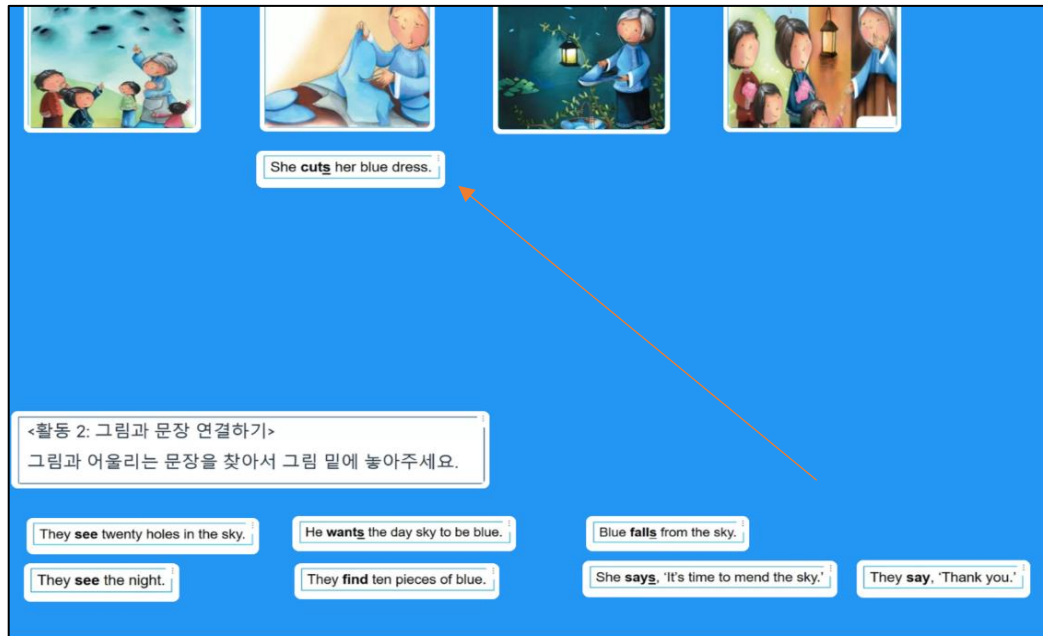 She cuts her blue dress.
<활동 2: 그림과 문장 연결하기>
그림과 어울리는 문장을 찾아서 그림 밑에 놓아주세요.
They see twenty holes in the sky.
He wants the day sky to be blue.
Blue falls from the sky.
They see the night.
They find ten pieces of blue.
She says, 'It's time to mend the sky.'
They say, 'Thank you.'